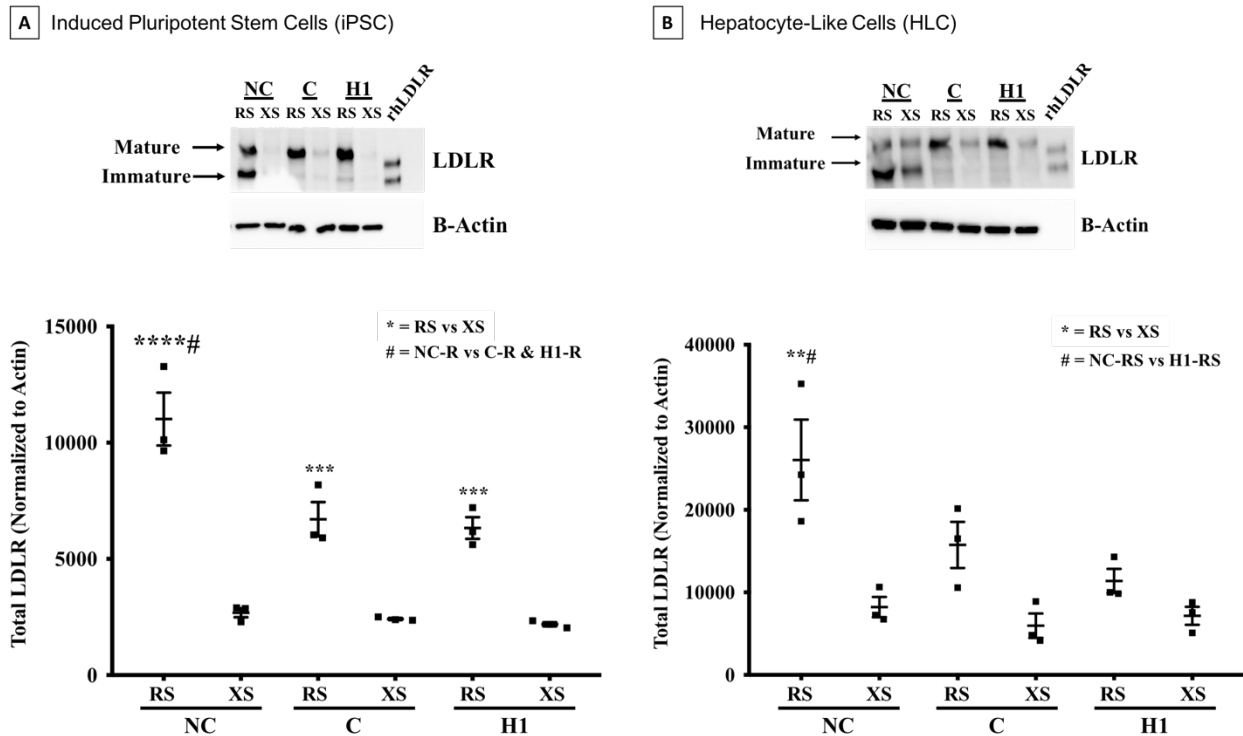 A Induced Pluripotent Stem Cells (iPSC)
NC C H1 rhLDLR
RS XS RS XS RS XS
Mature
Immature
LDLR
B-Actin
* = RS vs XS
# = NC-R vs C-R & H1-R
Total LDLR (Normalized to Actin)
15000
10000
5000
0
****#
***
***
RS XS RS XS RS XS
NC C H1
B Hepatocyte-Like Cells (HLC)
NC C H1 rhLDLR
RS XS RS XS RS XS
Mature
Immature
LDLR
B-Actin
* = RS vs XS
# = NC-RS vs H1-RS
Total LDLR (Normalized to Actin)
40000
30000
20000
10000
0
**#
RS XS RS XS RS XS
NC C H1